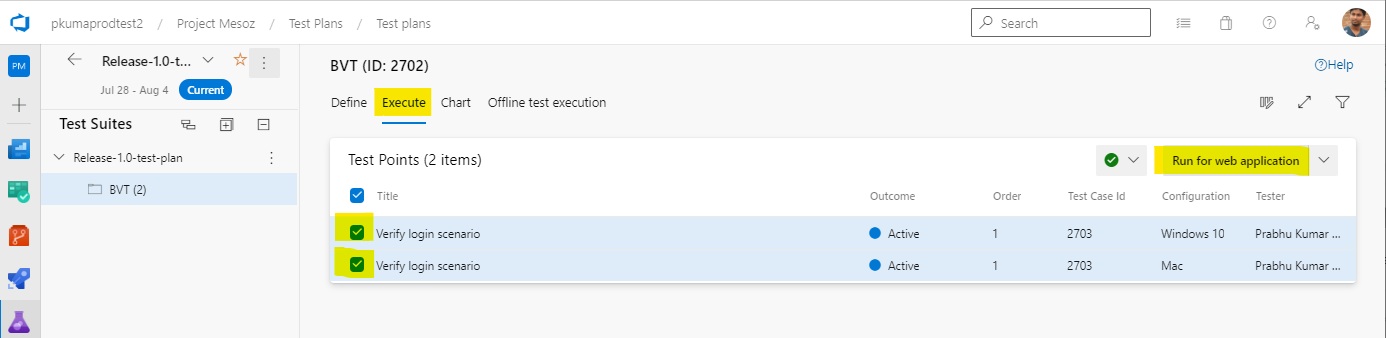 pkumaprodtest2 / Project Mesoz / Test Plans / Test plans
Search
PM
Release-1.0-t...
Jul 28 - Aug 4 Current
Test Suites
Release-1.0-test-plan
BVT (2)
BVT (ID: 2702)
Help
Define Execute Chart Offline test execution
Test Points (2 items)
Run for web application
Title Outcome Order Test Case Id Configuration Tester
Verify login scenario Active 1 2703 Windows 10 Prabhu Kumar ...
Verify login scenario Active 1 2703 Mac Prabhu Kumar ...